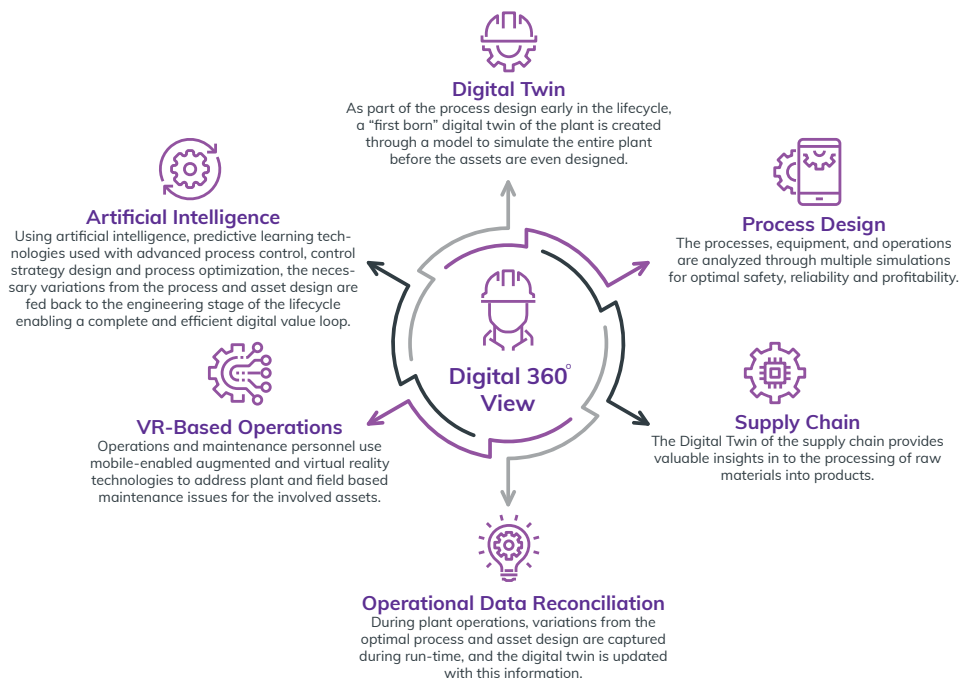 Digital Twin
As part of the process design early in the lifecycle,
a “first born” digital twin of the plant is created
through a model to simulate the entire plant
before the assets are even designed.
Process Design
The processes, equipment, and operations
are analyzed through multiple simulations
for optimal safety, reliability and profitability.
Supply Chain
The Digital Twin of the supply chain provides
valuable insights in to the processing of raw
materials into products.
Operational Data Reconciliation
During plant operations, variations from the
optimal process and asset design are captured
during run-time, and the digital twin is updated
with this information.
VR-Based Operations
Operations and maintenance personnel use
mobile-enabled augmented and virtual reality
technologies to address plant and field based
maintenance issues for the involved assets.
Artificial Intelligence
Using artificial intelligence, predictive learning tech-
nologies used with advanced process control, control
strategy design and process optimization, the neces-
sary variations from the process and asset design are
fed back to the engineering stage of the lifecycle
enabling a complete and efficient digital value loop.
Digital 360°
View